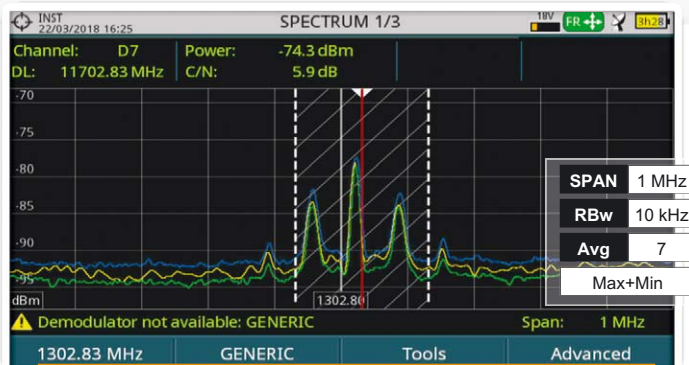 INST
22/03/2018 16:25
SPECTRUM 1/3
18V
FR
3h28
Channel: D7 Power: -74.3 dBm
DL: 11702.83 MHz C/N: 5.9 dB
-70
-75
-80
-85
-90
-95
dBm
1302.80
SPAN 1 MHz
RBw 10 kHz
Avg 7
Max+Min
Demodulator not available: GENERIC Span: 1 MHz
1302.83 MHz GENERIC Tools Advanced